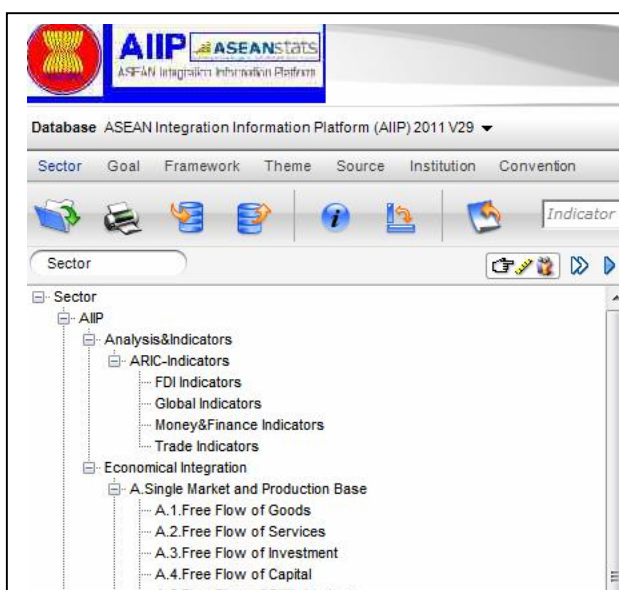 AIIP ASEANstats
ASEAN Integration Information Platform
Database ASEAN Integration Information Platform (AIIP) 2011 V29
Sector Goal Framework Theme Source Institution Convention
Indicator
Sector
Sector
AIIP
Analysis&Indicators
ARIC-Indicators
FDI Indicators
Global Indicators
Money&Finance Indicators
Trade Indicators
Economical Integration
A.Single Market and Production Base
A.1.Free Flow of Goods
A.2.Free Flow of Services
A.3.Free Flow of Investment
A.4.Free Flow of Capital